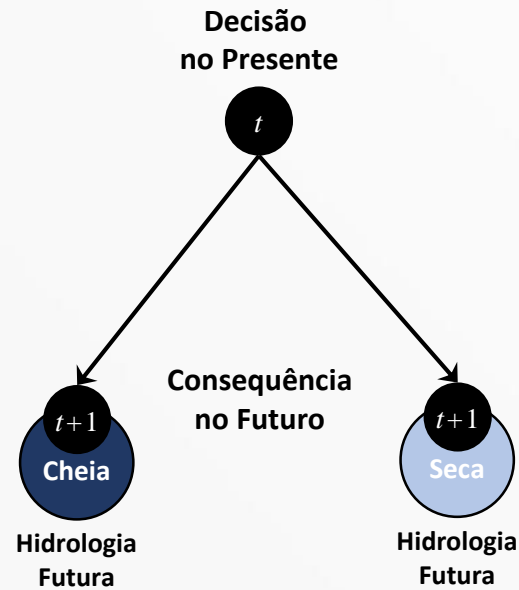 Decisão
no Presente
t
Consequência
no Futuro
t+1
Cheia
Hidrologia
Futura
t+1
Seca
Hidrologia
Futura